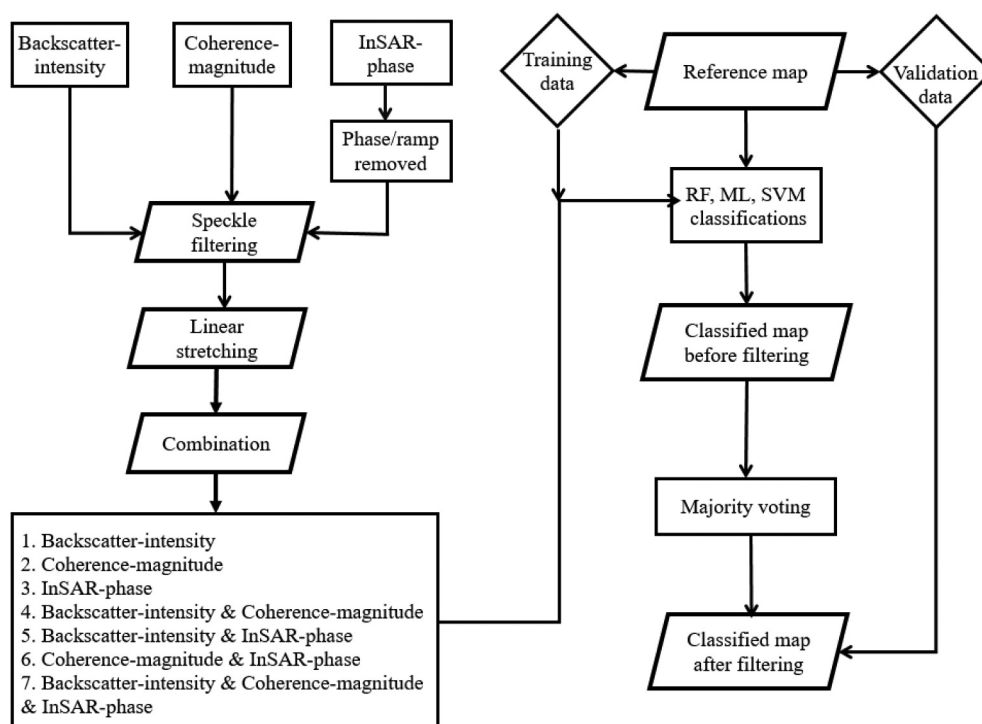 Backscatter-
intensity
Coherence-
magnitude
InSAR-
phase
Phase/ramp
removed
Speckle
filtering
Linear
stretching
Combination
1. Backscatter-intensity
2. Coherence-magnitude
3. InSAR-phase
4. Backscatter-intensity & Coherence-magnitude
5. Backscatter-intensity & InSAR-phase
6. Coherence-magnitude & InSAR-phase
7. Backscatter-intensity & Coherence-magnitude
& InSAR-phase
Training
data
Reference map
Validation
data
RF, ML, SVM
classifications
Classified map
before filtering
Majority voting
Classified map
after filtering